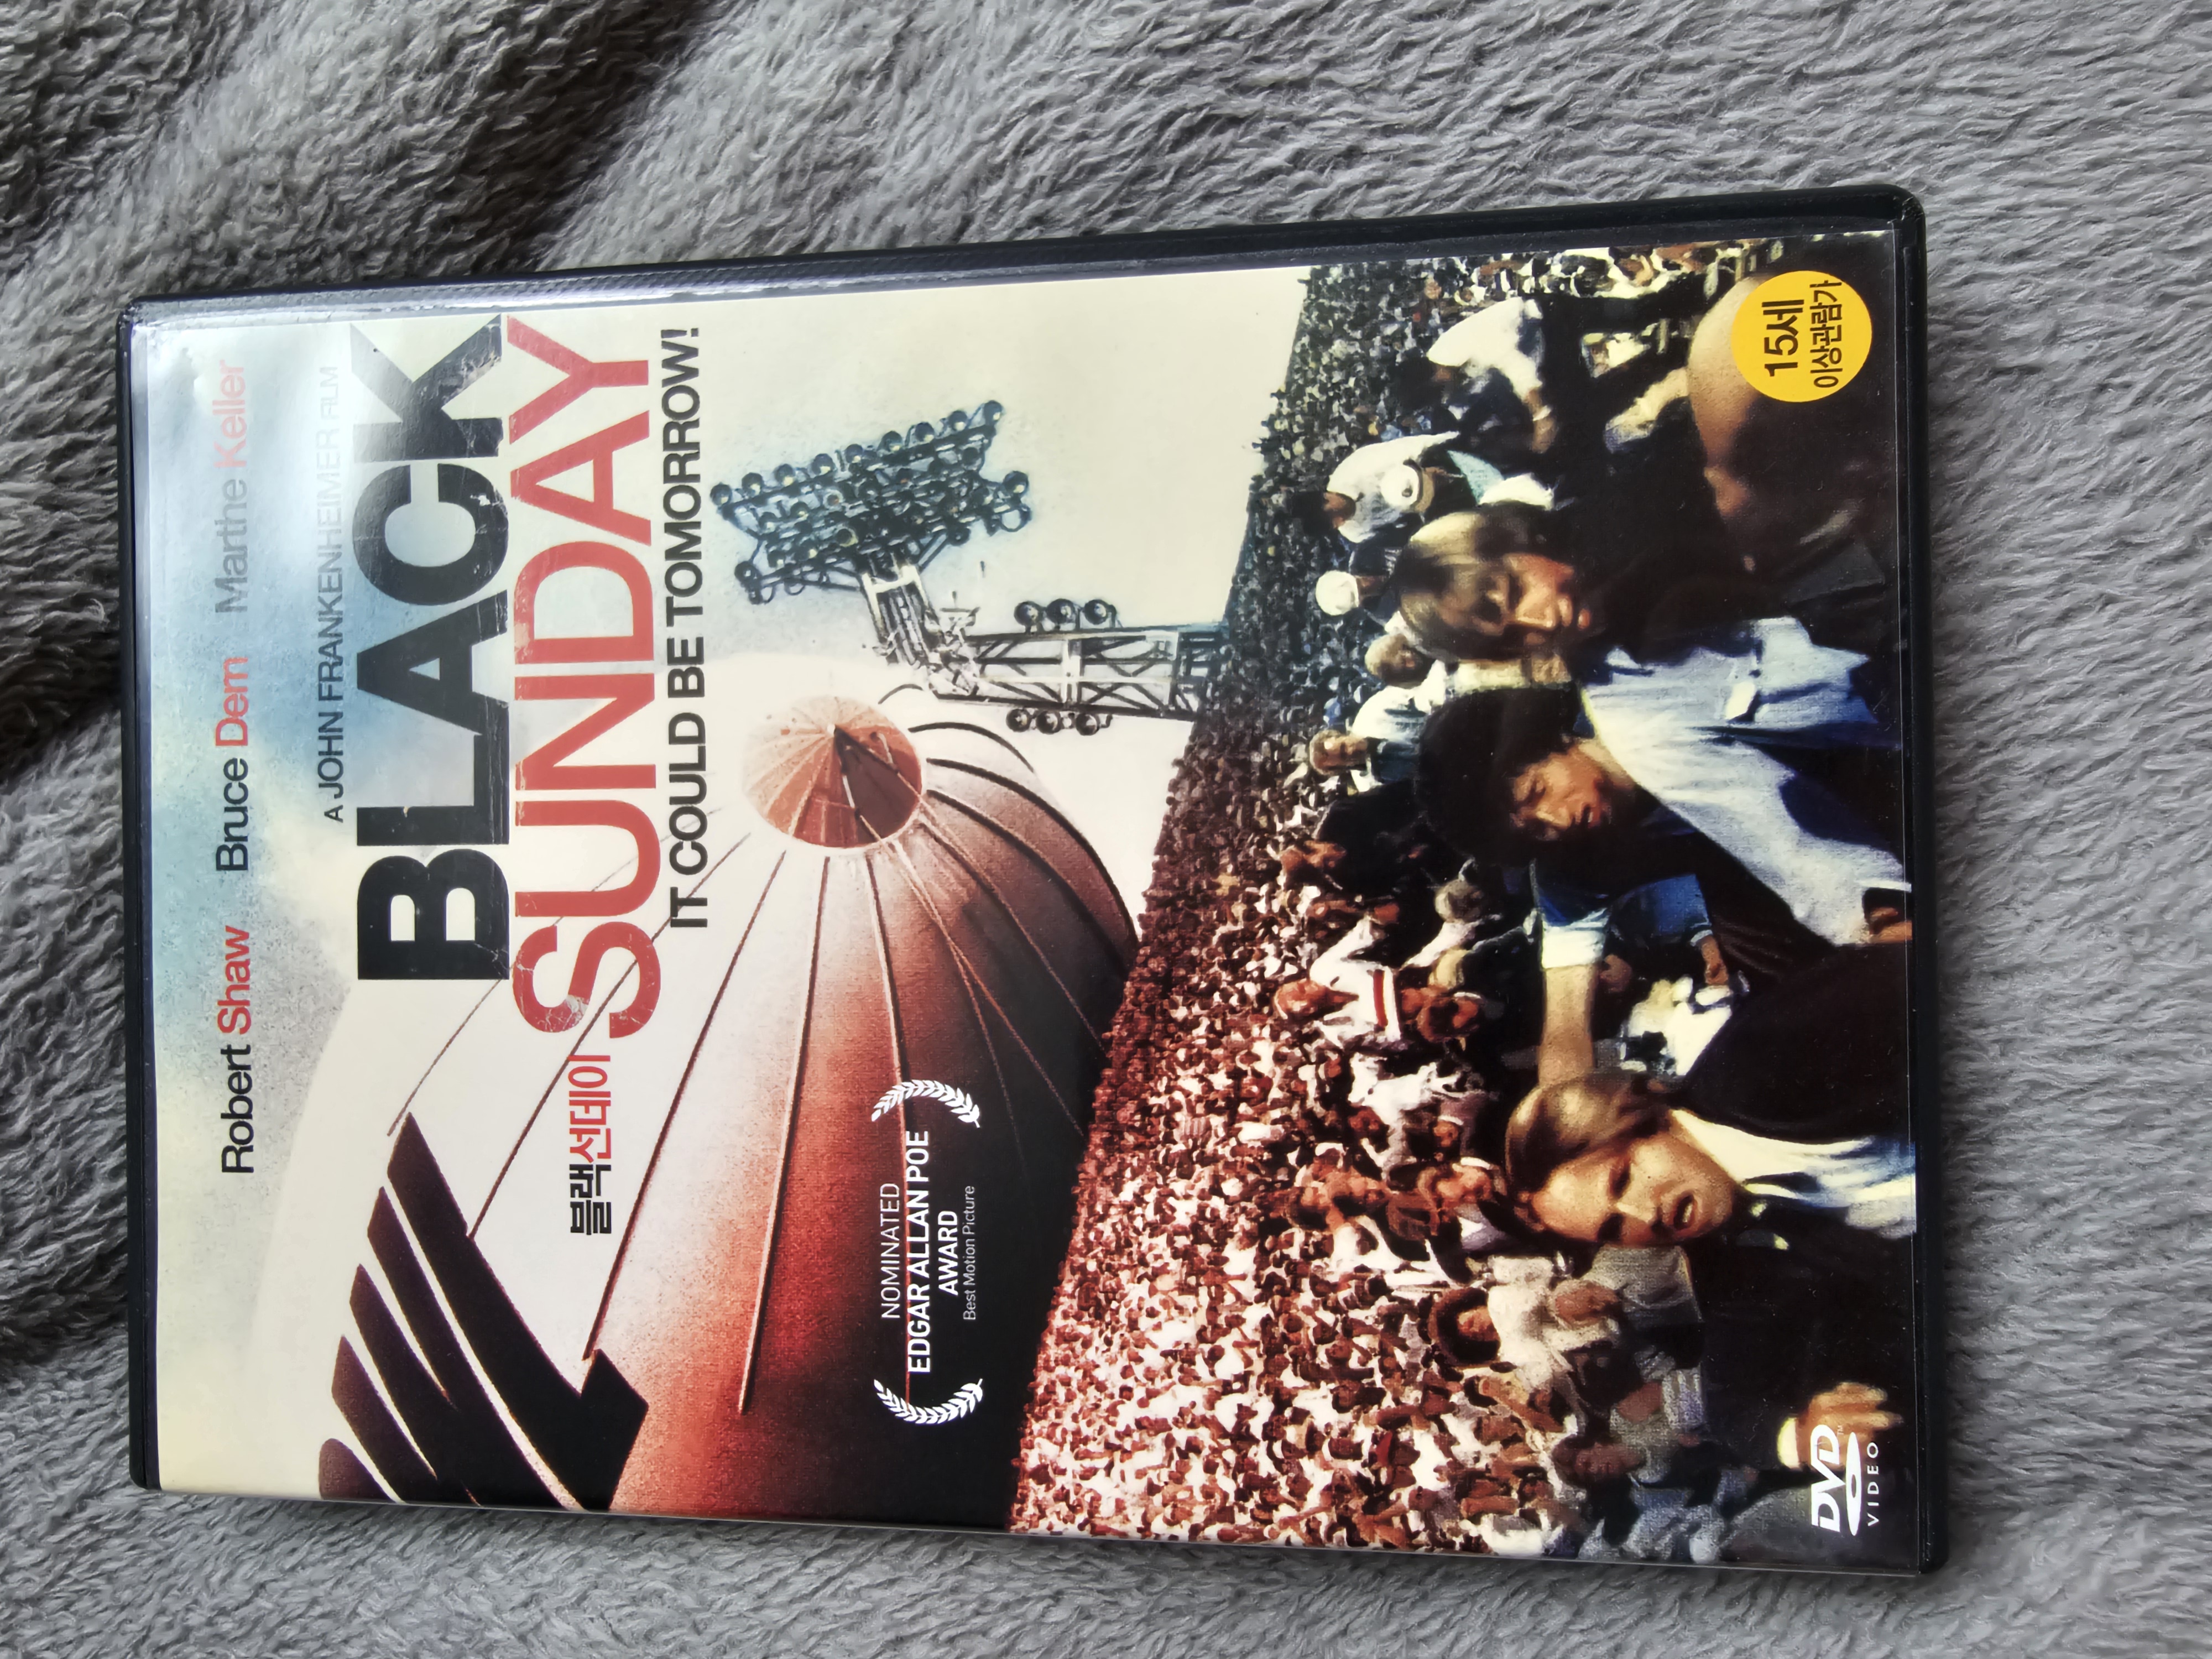 Robert Shaw Bruce Dern Marthe Keller
A JOHN FRANKENHEIMER FILM
BLACK
블랙선데이 SUNDAY
IT COULD BE TOMORROW!
NOMINATED
EDGAR ALLAN POE
AWARD
Best Motion Picture
DVD
VIDEO
15세
이상관람가